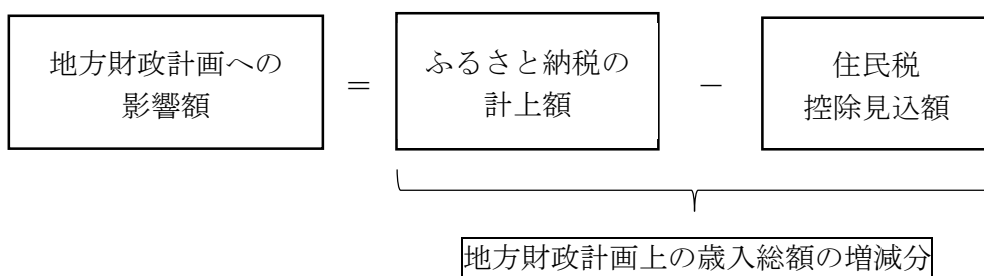 地方財政計画への
影響額
=
ふるさと納税の
計上額
−
住民税
控除見込額
地方財政計画上の歳入総額の増減分